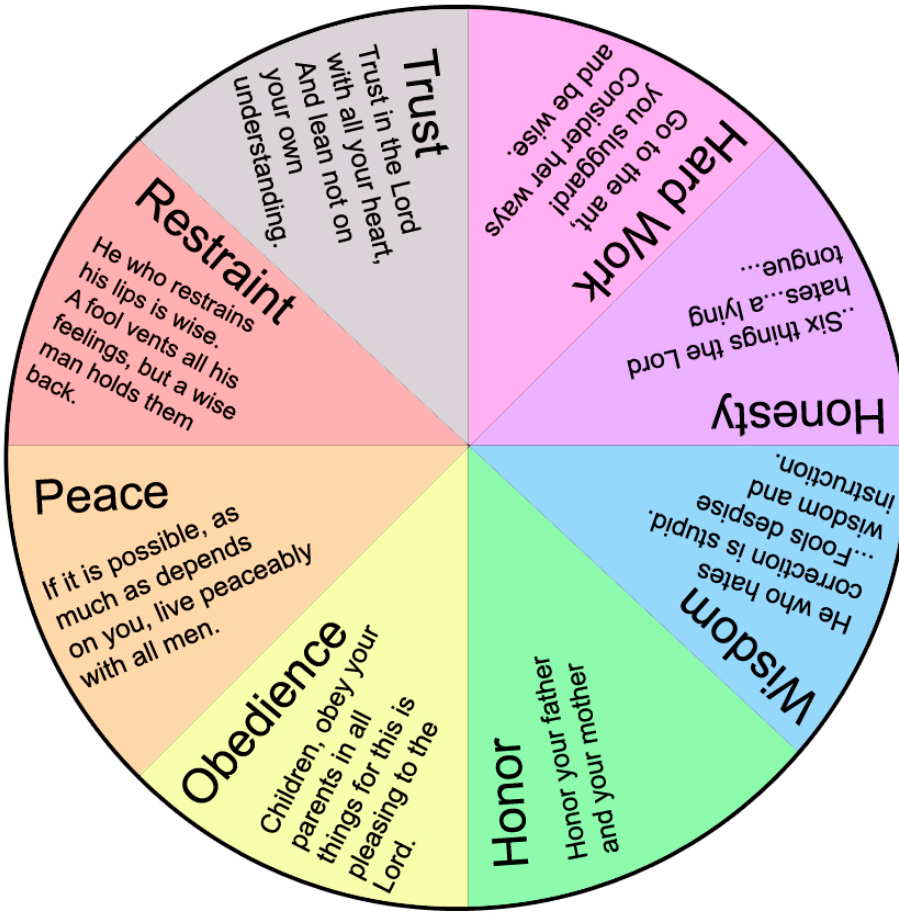 Trust
Trust in the Lord
with all your heart,
And lean not on
your own
understanding.
Hard Work
Go to the ant,
you sluggard!
Consider her ways
and be wise.
Honesty
..Six things the Lord
hates...a lying
tongue...
Wisdom
He who hates
correction is stupid.
...Fools despise
wisdom and
instruction.
Honor
Honor your father
and your mother
Obedience
Children, obey your
parents in all
things for this is
pleasing to the
Lord.
Peace
If it is possible, as
much as depends
on you, live peaceably
with all men.
Restraint
He who restrains
his lips is wise.
A fool vents all his
feelings, but a wise
man holds them
back.